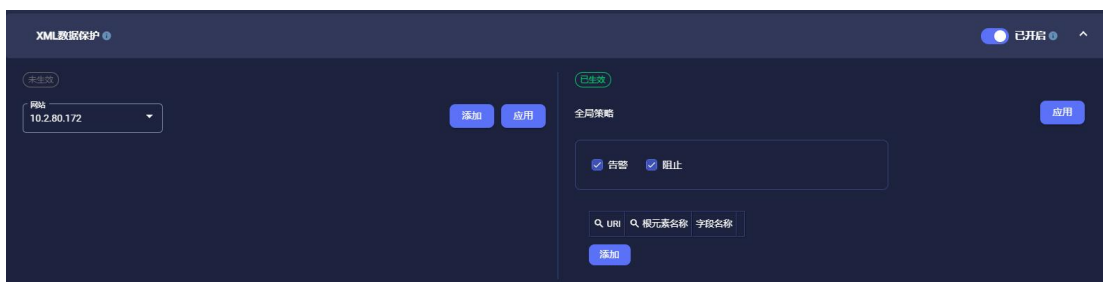 XML数据保护
已开启
未生效
网站
10.2.80.172
添加
应用
已生效
全局策略
应用
告警
阻止
URI
根元素名称
字段名称
添加